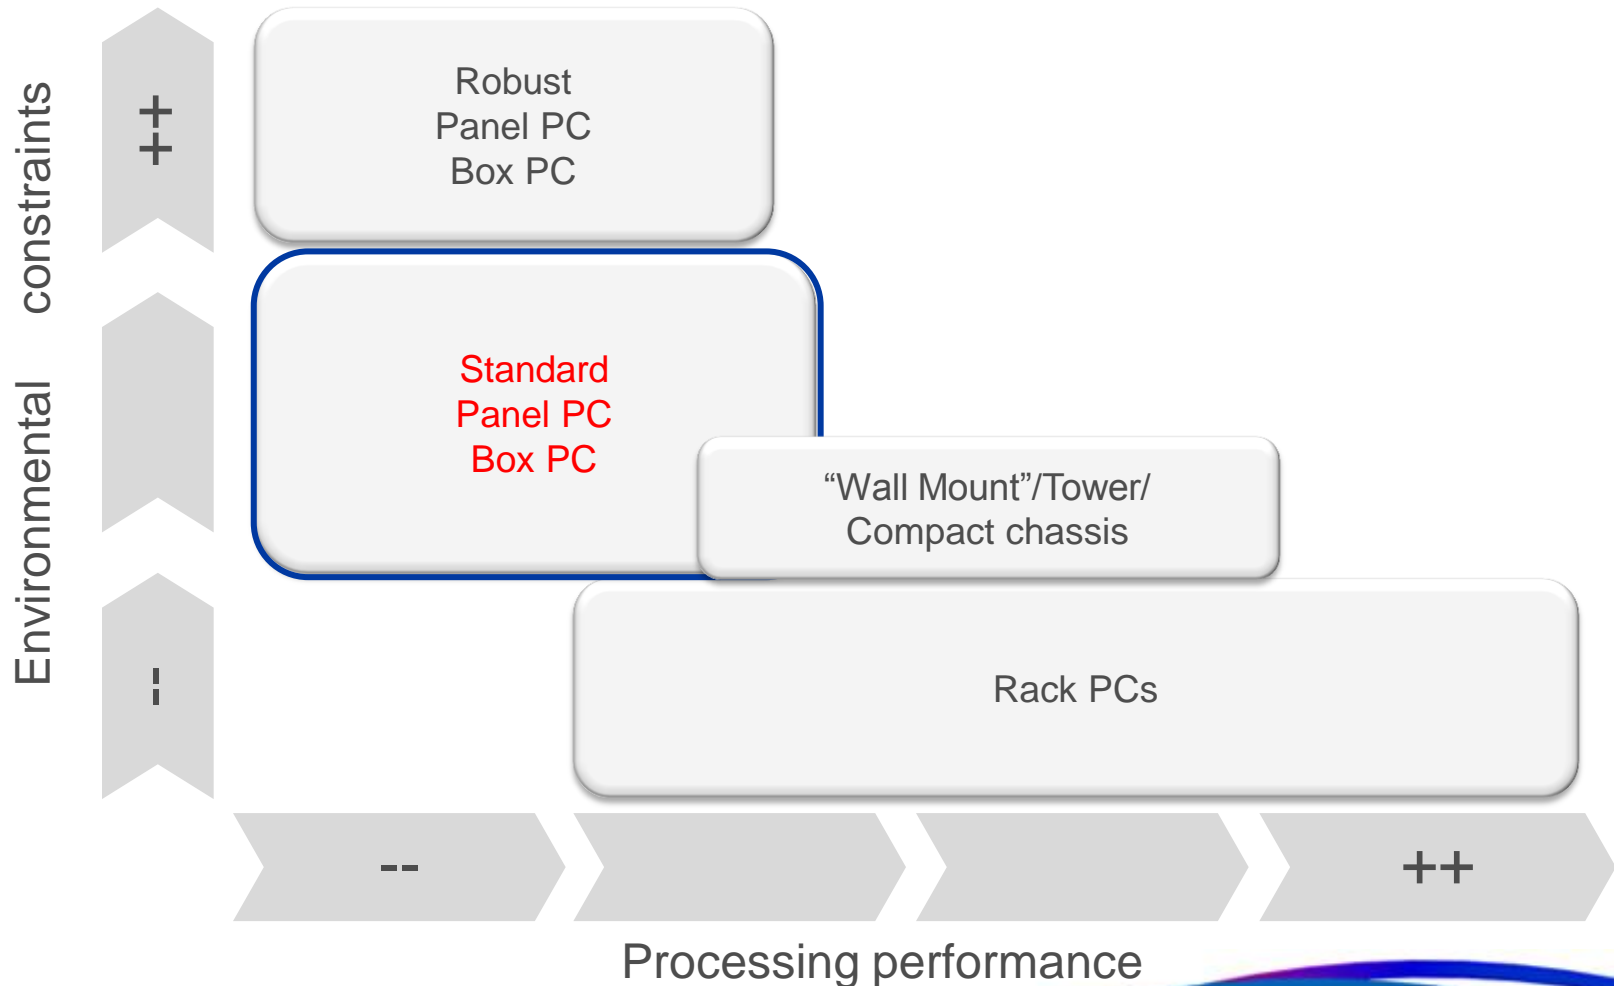 Environmental constraints
++
Robust
Panel PC
Box PC
Standard
Panel PC
Box PC
“Wall Mount”/Tower/
Compact chassis
--
Rack PCs
--
++
Processing performance